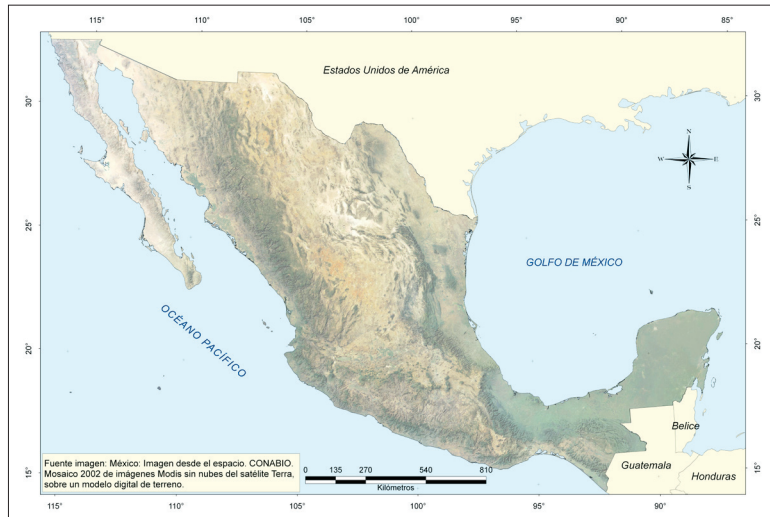 115° 110° 105° 100° 95° 90° 85°
Estados Unidos de América
30° 30°
N
W E
S
25° 25°
GOLFO DE MÉXICO
OCÉANO PACÍFICO
20° 20°
Belice
15° 15°
Guatemala
Honduras
Fuente imagen: México: Imagen desde el espacio. CONABIO.
Mosaico 2002 de imágenes Modis sin nubes del satélite Terra,
sobre un modelo digital de terreno.
0 135 270 540 810
Kilómetros
115° 110° 105° 100° 95° 90°